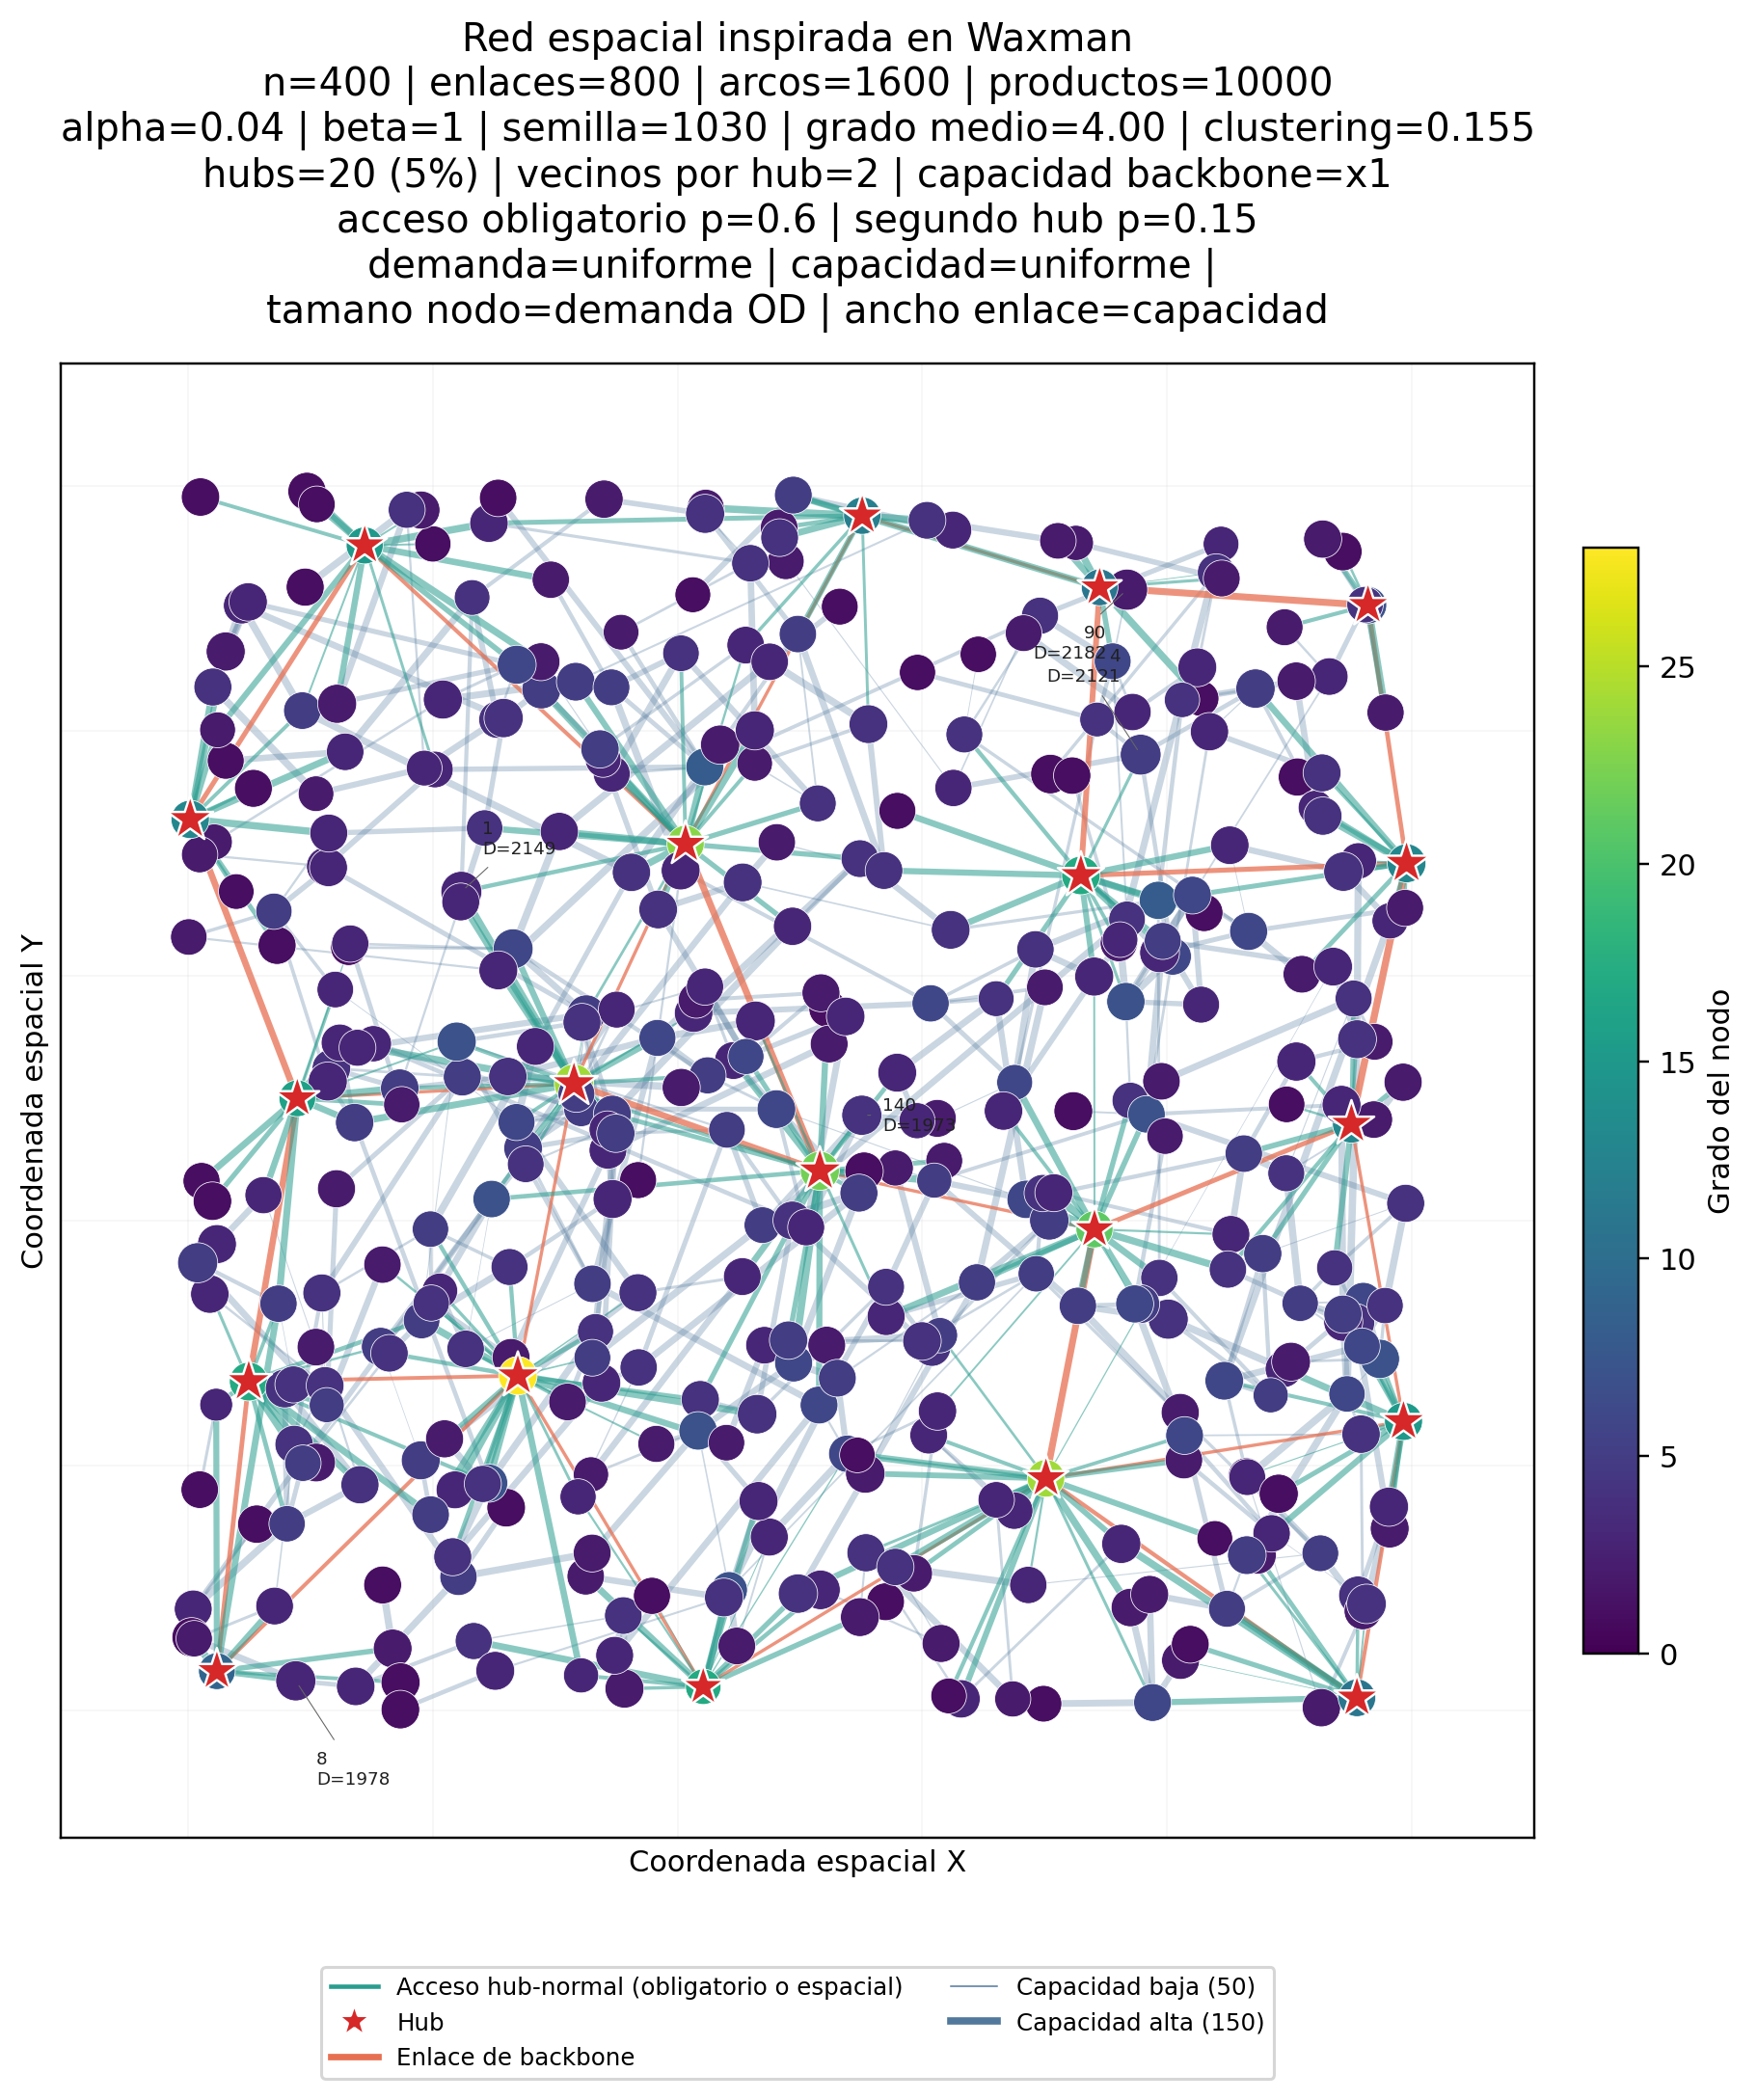 Red espacial inspirada en Waxman
n=400 | enlaces=800 | arcos=1600 | productos=10000
alpha=0.04 | beta=1 | semilla=1030 | grado medio=4.00 | clustering=0.155
hubs=20 (5%) | vecinos por hub=2 | capacidad backbone=x1
acceso obligatorio p=0.6 | segundo hub p=0.15
demanda=uniforme | capacidad=uniforme |
tamano nodo=demanda OD | ancho enlace=capacidad
90
D=2182
4
D=2121
1
D=2149
140
D=1973
8
D=1978
Coordenada espacial Y
Coordenada espacial X
25
20
15
10
5
0
Grado del nodo
Acceso hub-normal (obligatorio o espacial)
Hub
Enlace de backbone
Capacidad baja (50)
Capacidad alta (150)